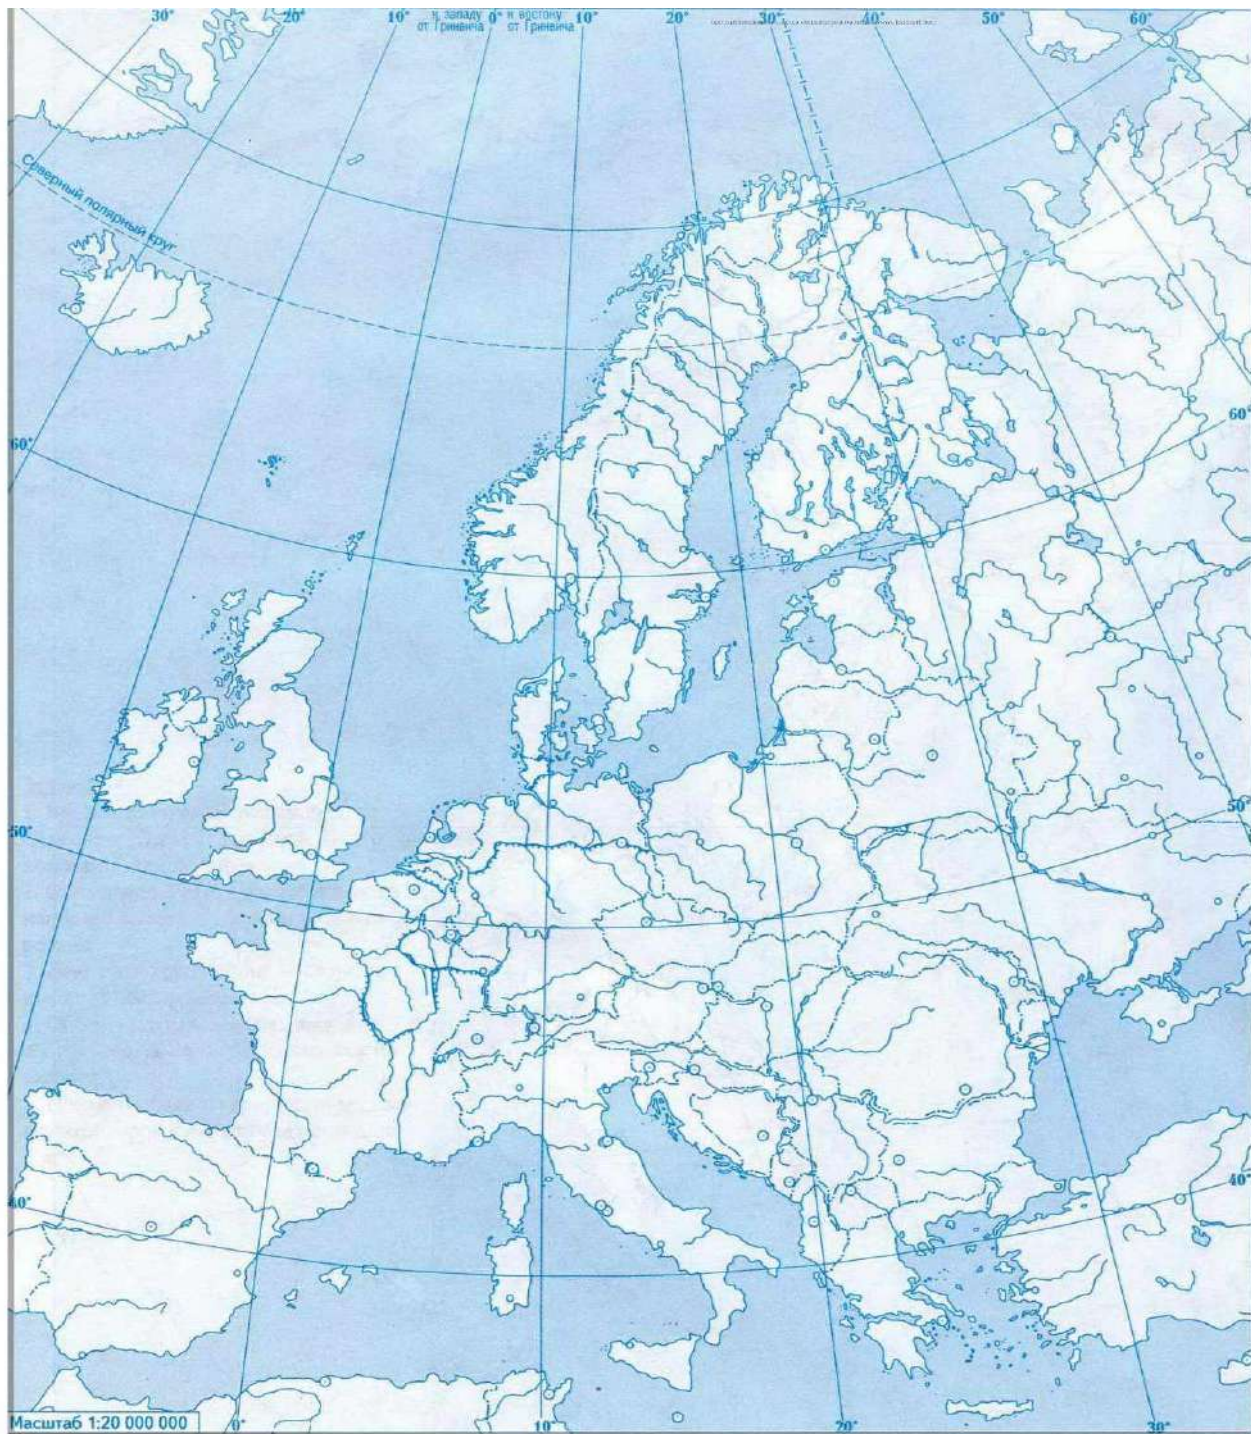 30° 20° 10° 0° 10° 20° 30° 40° 50° 60°
к западу к востоку
от Гринвича от Гринвича
Северный полярный круг
60° 60°
50° 50°
40° 40°
Масштаб 1:20 000 000
0° 10° 20° 30°